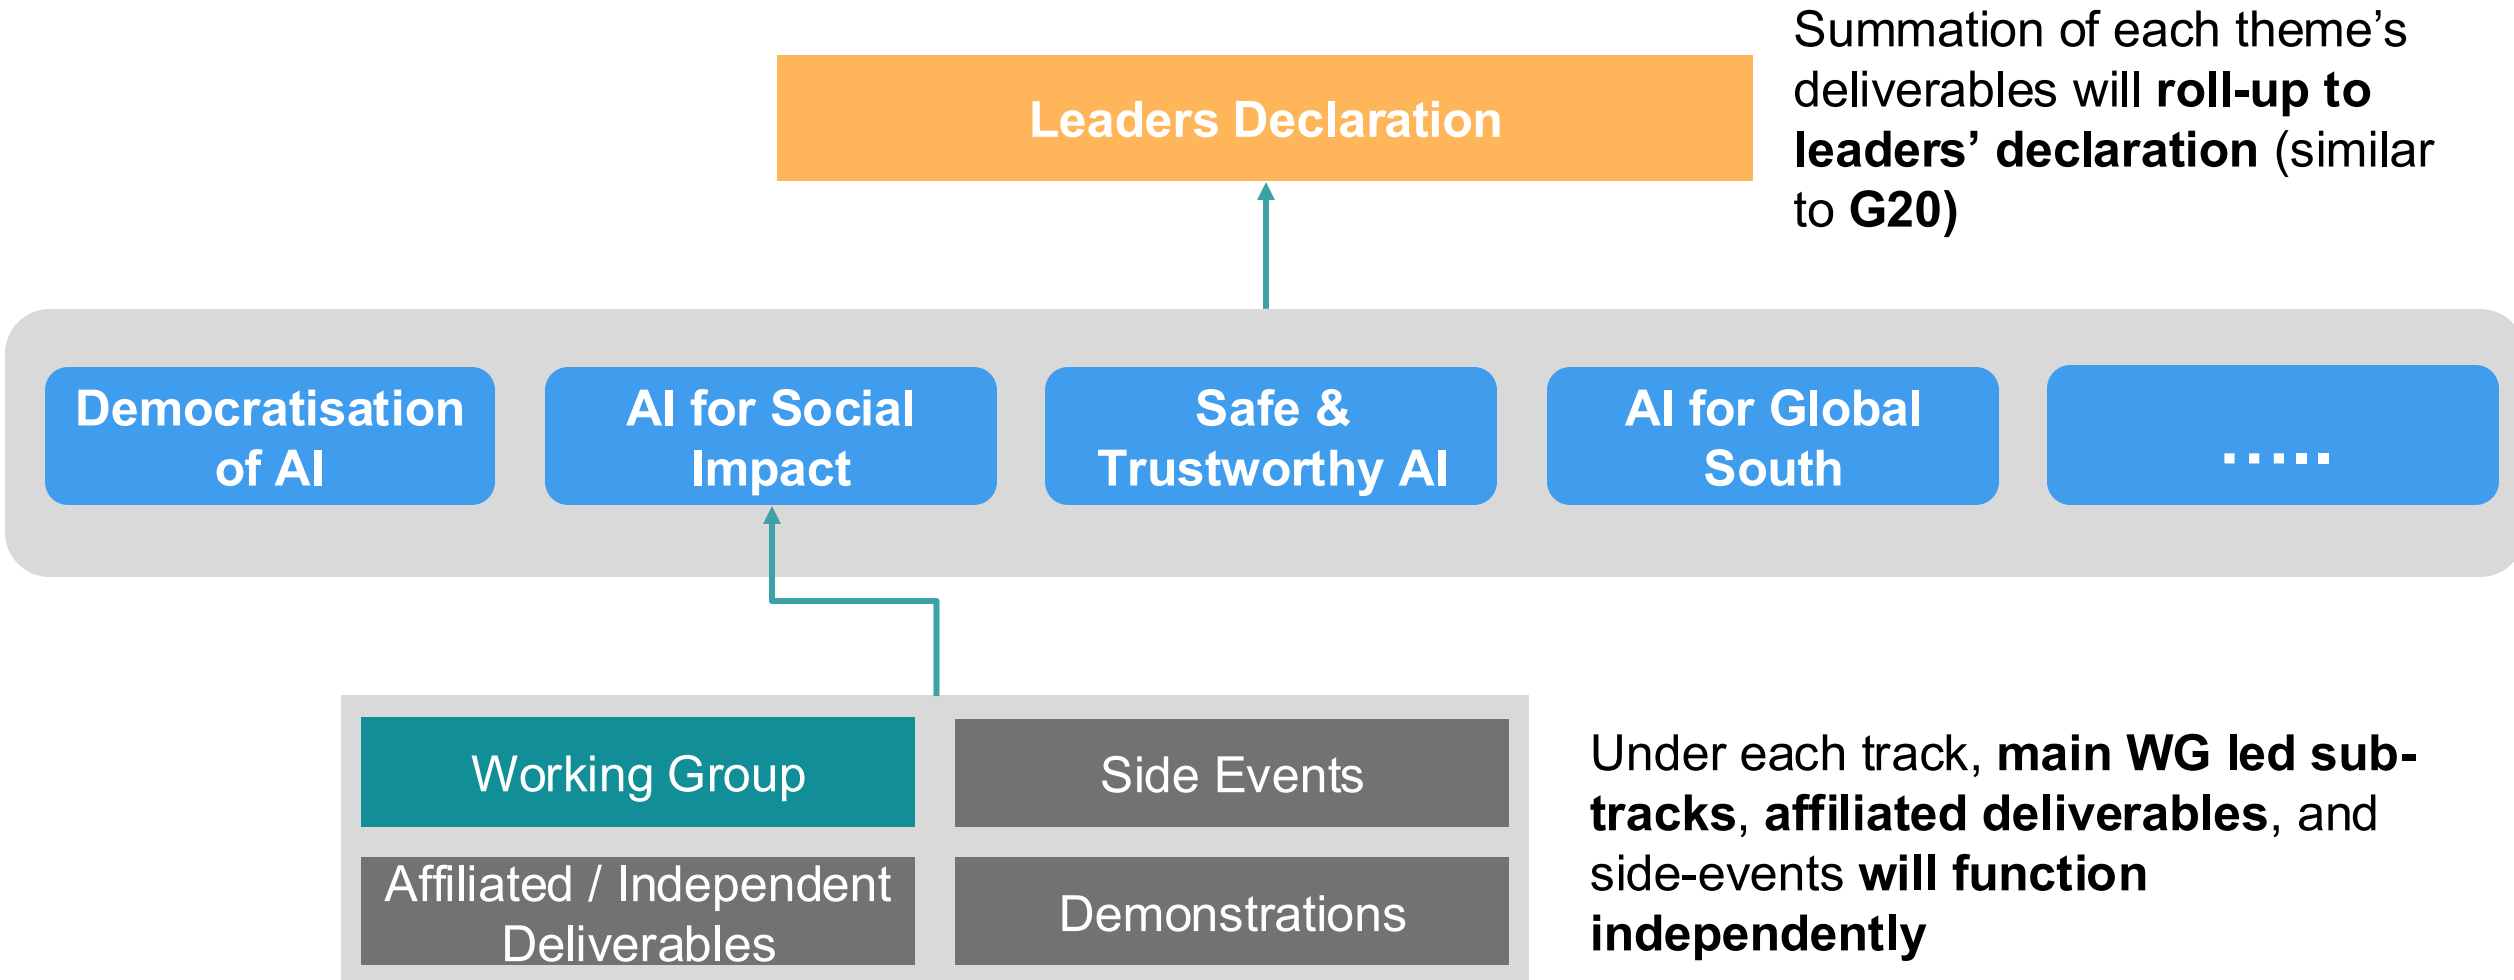 Summation of each theme’s
deliverables will roll-up to
leaders’ declaration (similar
to G20)
Leaders Declaration
Democratisation
of AI
AI for Social
Impact
Safe &
Trustworthy AI
AI for Global
South
.....
Working Group
Side Events
Affiliated / Independent
Deliverables
Demonstrations
Under each track, main WG led sub-
tracks, affiliated deliverables, and
side-events will function
independently